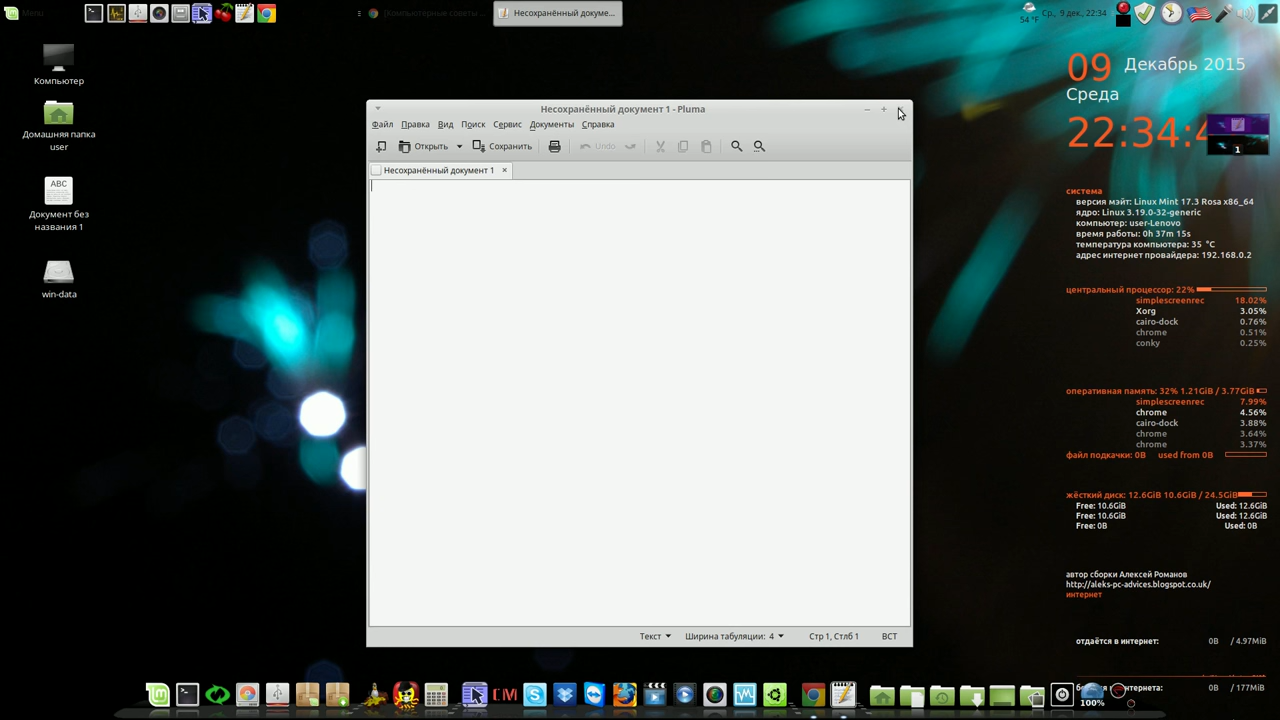 Menu
[Компьютерные советы ...
Несохранённый докуме...
54 °F
Ср., 9 дек., 22:34
Компьютер
Домашняя папка
user
ABC
Документ без
названия 1
win-data
Несохранённый документ 1 - Pluma
Файл Правка Вид Поиск Сервис Документы Справка
Открыть Сохранить Undo
Несохранённый документ 1
Текст Ширина табуляции: 4 Стр 1, Стлб 1 ВСТ
09 Декабрь 2015
Среда
22:34:4
1
система
версия мэйт: Linux Mint 17.3 Rosa x86_64
ядро: Linux 3.19.0-32-generic
компьютер: user-Lenovo
время работы: 0h 37m 15s
температура компьютера: 35 °C
адрес интернет провайдера: 192.168.0.2
центральный процессор: 22%
simplescreenrec 18.02%
Xorg 3.05%
cairo-dock 0.76%
chrome 0.51%
conky 0.25%
оперативная память: 32% 1.21GiB / 3.77GiB
simplescreenrec 7.99%
chrome 4.56%
cairo-dock 3.88%
chrome 3.64%
chrome 3.37%
файл подкачки: 0B used from 0B
жёсткий диск: 12.6GiB 10.6GiB / 24.5GiB
Free: 10.6GiB Used: 12.6GiB
Free: 10.6GiB Used: 12.6GiB
Free: 0B Used: 0B
автор сборки Алексей Романов
http://aleks-pc-advices.blogspot.co.uk/
интернет
отдаётся в интернет: 0B / 4.97MiB
нтернета: 0B / 177MiB
100%
CM